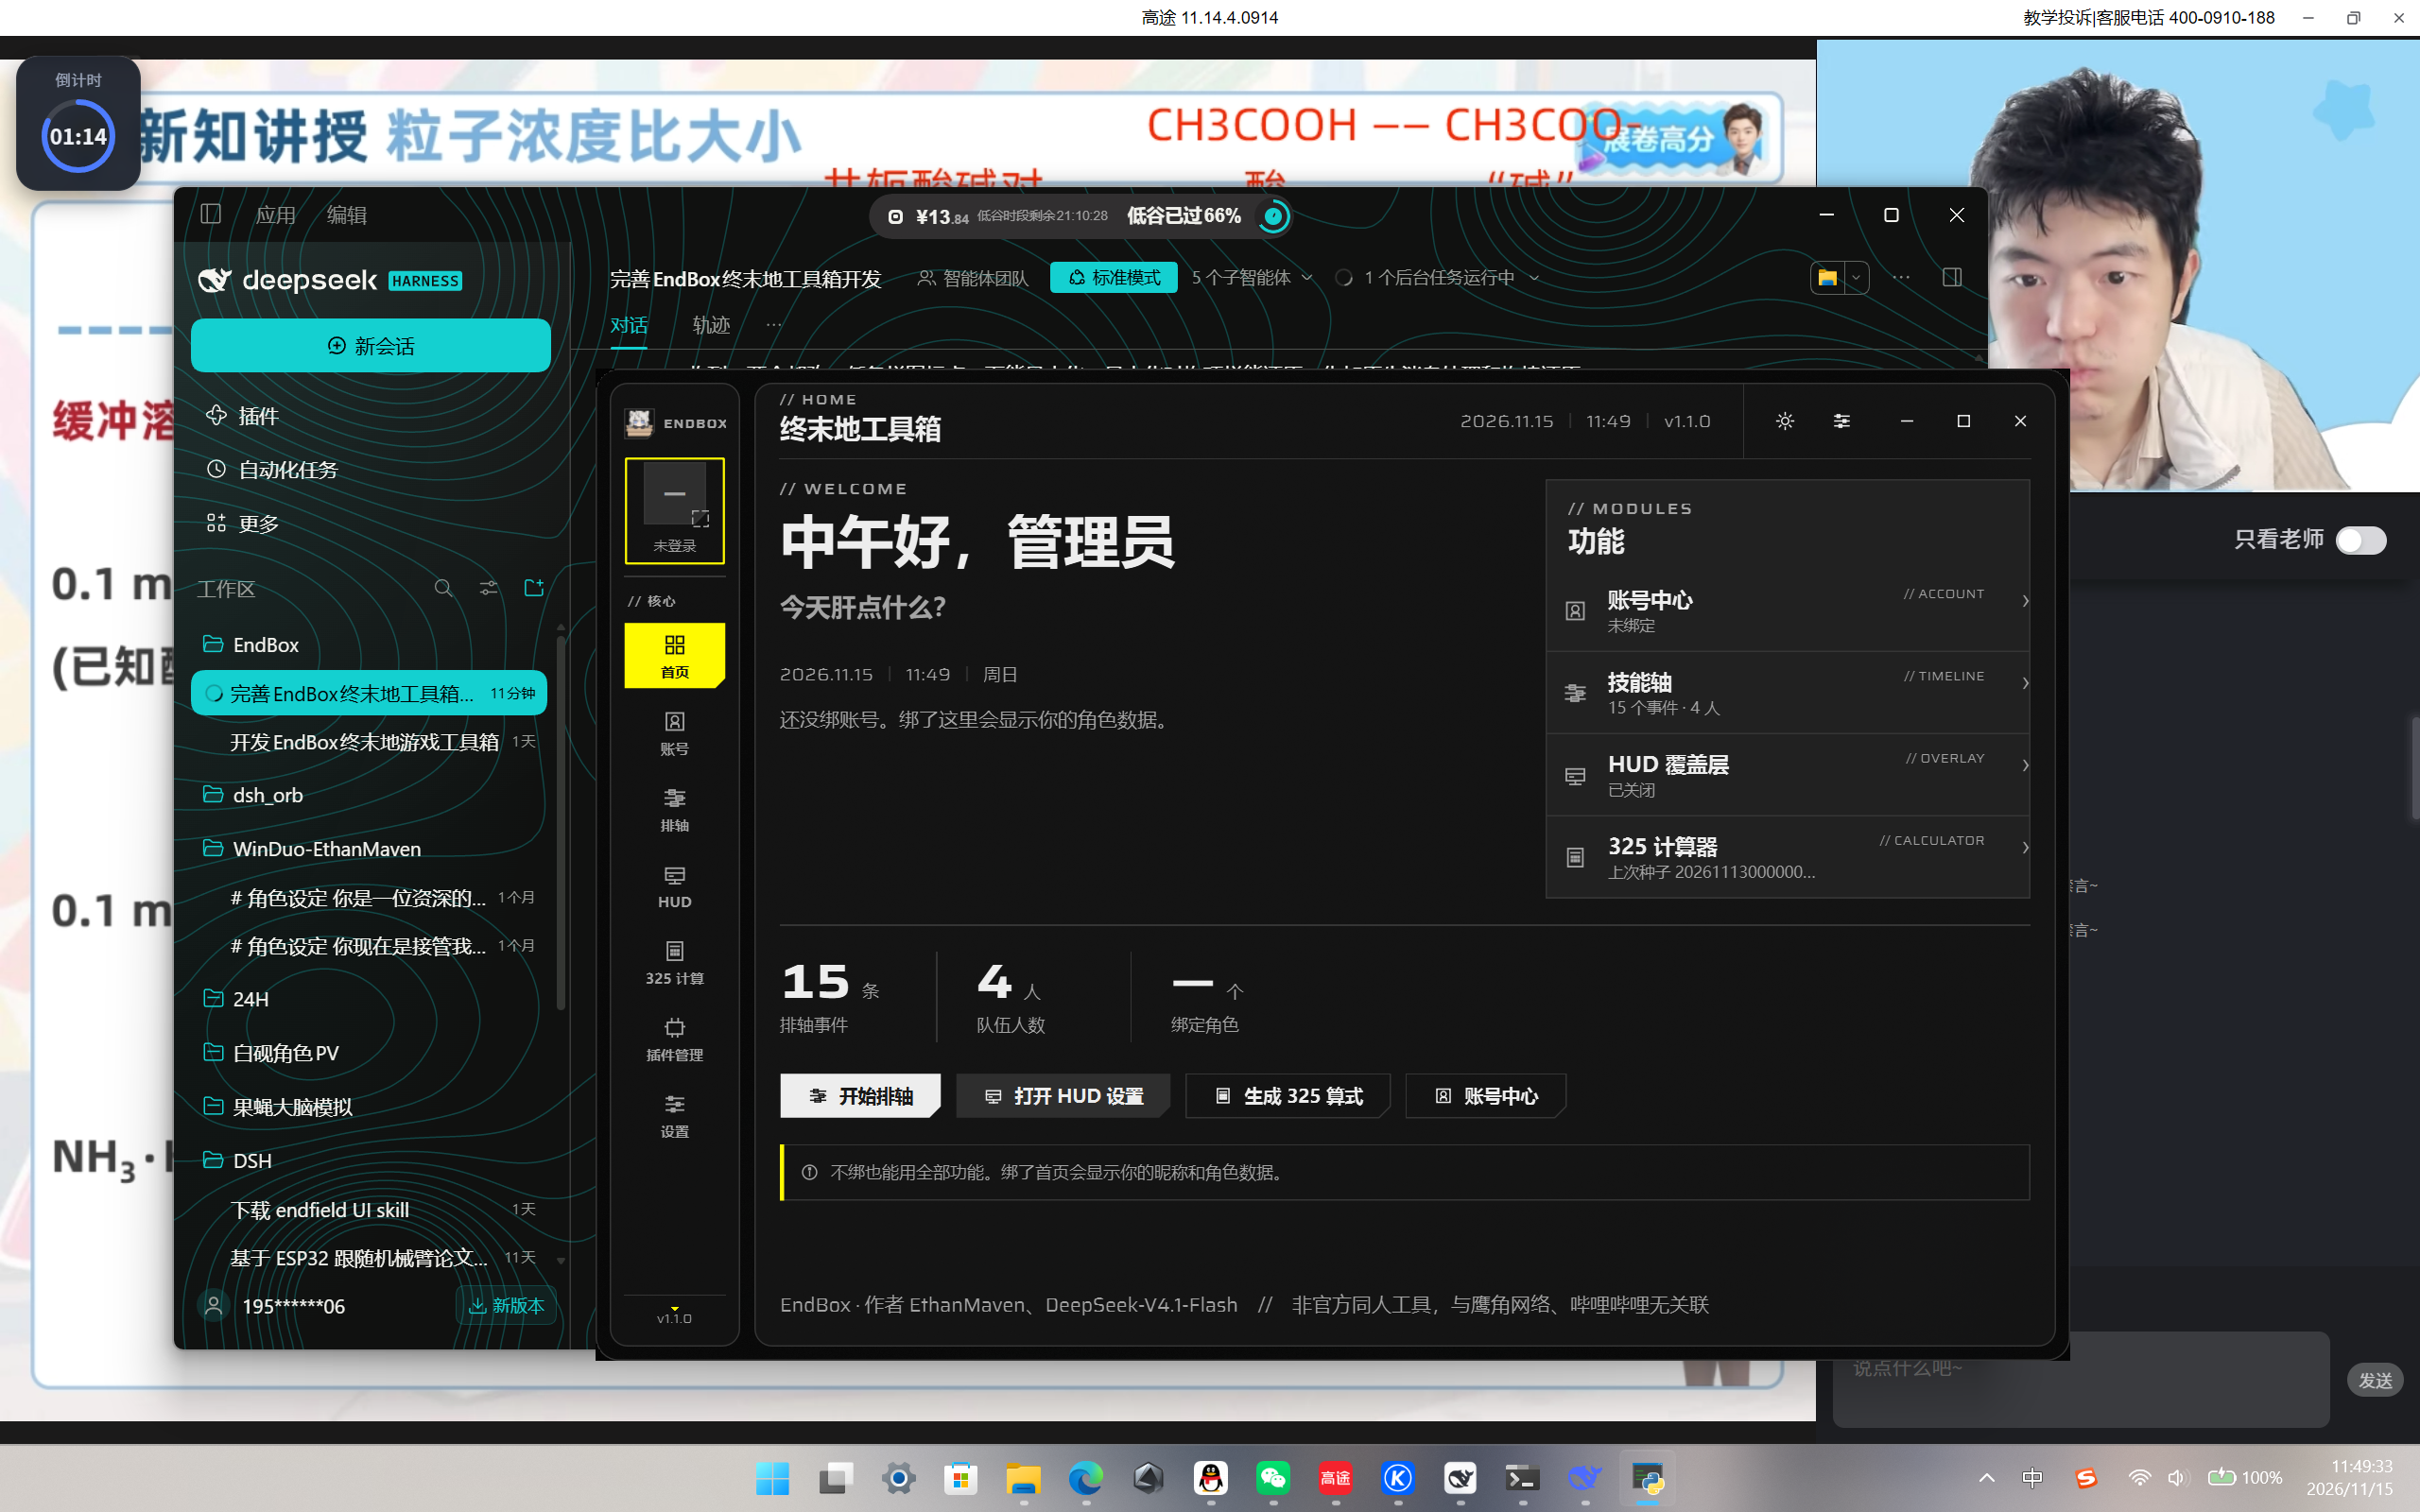 高途 11.14.4.0914
教学投诉|客服电话 400-0910-188
倒计时
01:14
新知讲授 粒子浓度比大小
CH3COOH —— CH3COO-
展卷高分
共轭酸碱对
酸
“碱”
缓冲溶
0.1 m
(已知
0.1 m
NH₃·H
应用
编辑
¥13.84 低谷时段剩余21:10:28 低谷已过66%
deepseek HARNESS
新会话
插件
自动化任务
更多
工作区
EndBox
完善EndBox终末地工具箱... 11分钟
开发EndBox终末地游戏工具箱 1天
dsh_orb
WinDuo-EthanMaven
# 角色设定 你是一位资深的... 1个月
# 角色设定 你现在是接管我... 1个月
24H
白砚角色PV
果蝇大脑模拟
DSH
下载 endfield UI skill 1天
基于 ESP32 跟随机械臂论文... 11天
195******06
新版本
完善EndBox终末地工具箱开发
智能体团队
标准模式
5 个子智能体
1 个后台任务运行中
对话
轨迹
ENDBOX
未登录
// 核心
首页
账号
排轴
HUD
325 计算
插件管理
设置
v1.1.0
// HOME
终末地工具箱
2026.11.15 11:49 v1.1.0
// WELCOME
中午好，管理员
今天肝点什么？
2026.11.15 11:49 周日
还没绑账号。绑了这里会显示你的角色数据。
// MODULES
功能
账号中心 // ACCOUNT
未绑定
技能轴 // TIMELINE
15 个事件 · 4 人
HUD 覆盖层 // OVERLAY
已关闭
325 计算器 // CALCULATOR
上次种子 20261113000000...
15 条
排轴事件
4 人
队伍人数
— 个
绑定角色
开始排轴
打开 HUD 设置
生成 325 算式
账号中心
不绑也能用全部功能。绑了首页会显示你的昵称和角色数据。
EndBox · 作者 EthanMaven、DeepSeek-V4.1-Flash // 非官方同人工具，与鹰角网络、哔哩哔哩无关联
只看老师
言~
言~
说点什么吧~
发送
高途
中
100%
11:49:33
2026/11/15